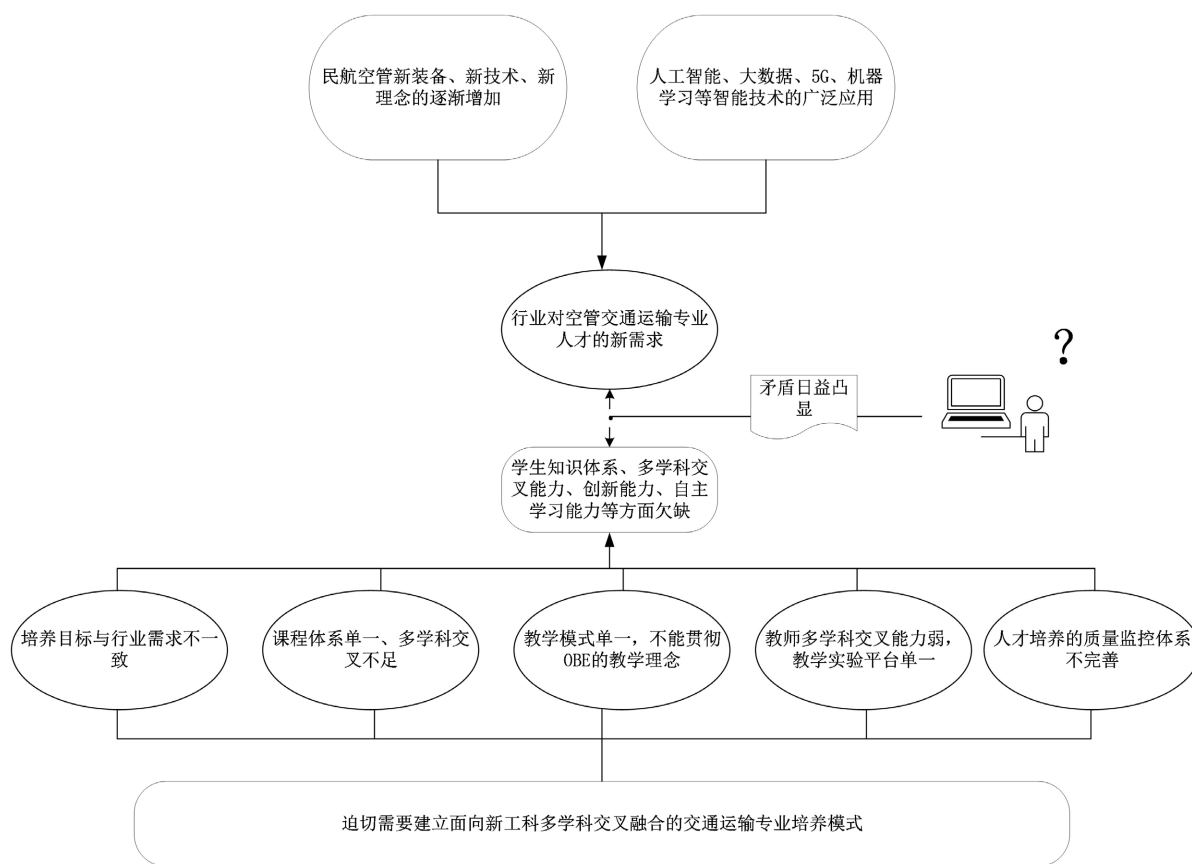 民航空管新装备、新技术、新
理念的逐渐增加
人工智能、大数据、5G、机器
学习等智能技术的广泛应用
行业对空管交通运输专业
人才的新需求
?
矛盾日益凸
显
学生知识体系、多学科交
叉能力、创新能力、自主
学习能力等方面欠缺
培养目标与行业需求不一
致
课程体系单一、多学科交
叉不足
教学模式单一，不能贯彻
OBE的教学理念
教师多学科交叉能力弱，
教学实验平台单一
人才培养的质量监控体系
不完善
迫切需要建立面向新工科多学科交叉融合的交通运输专业培养模式